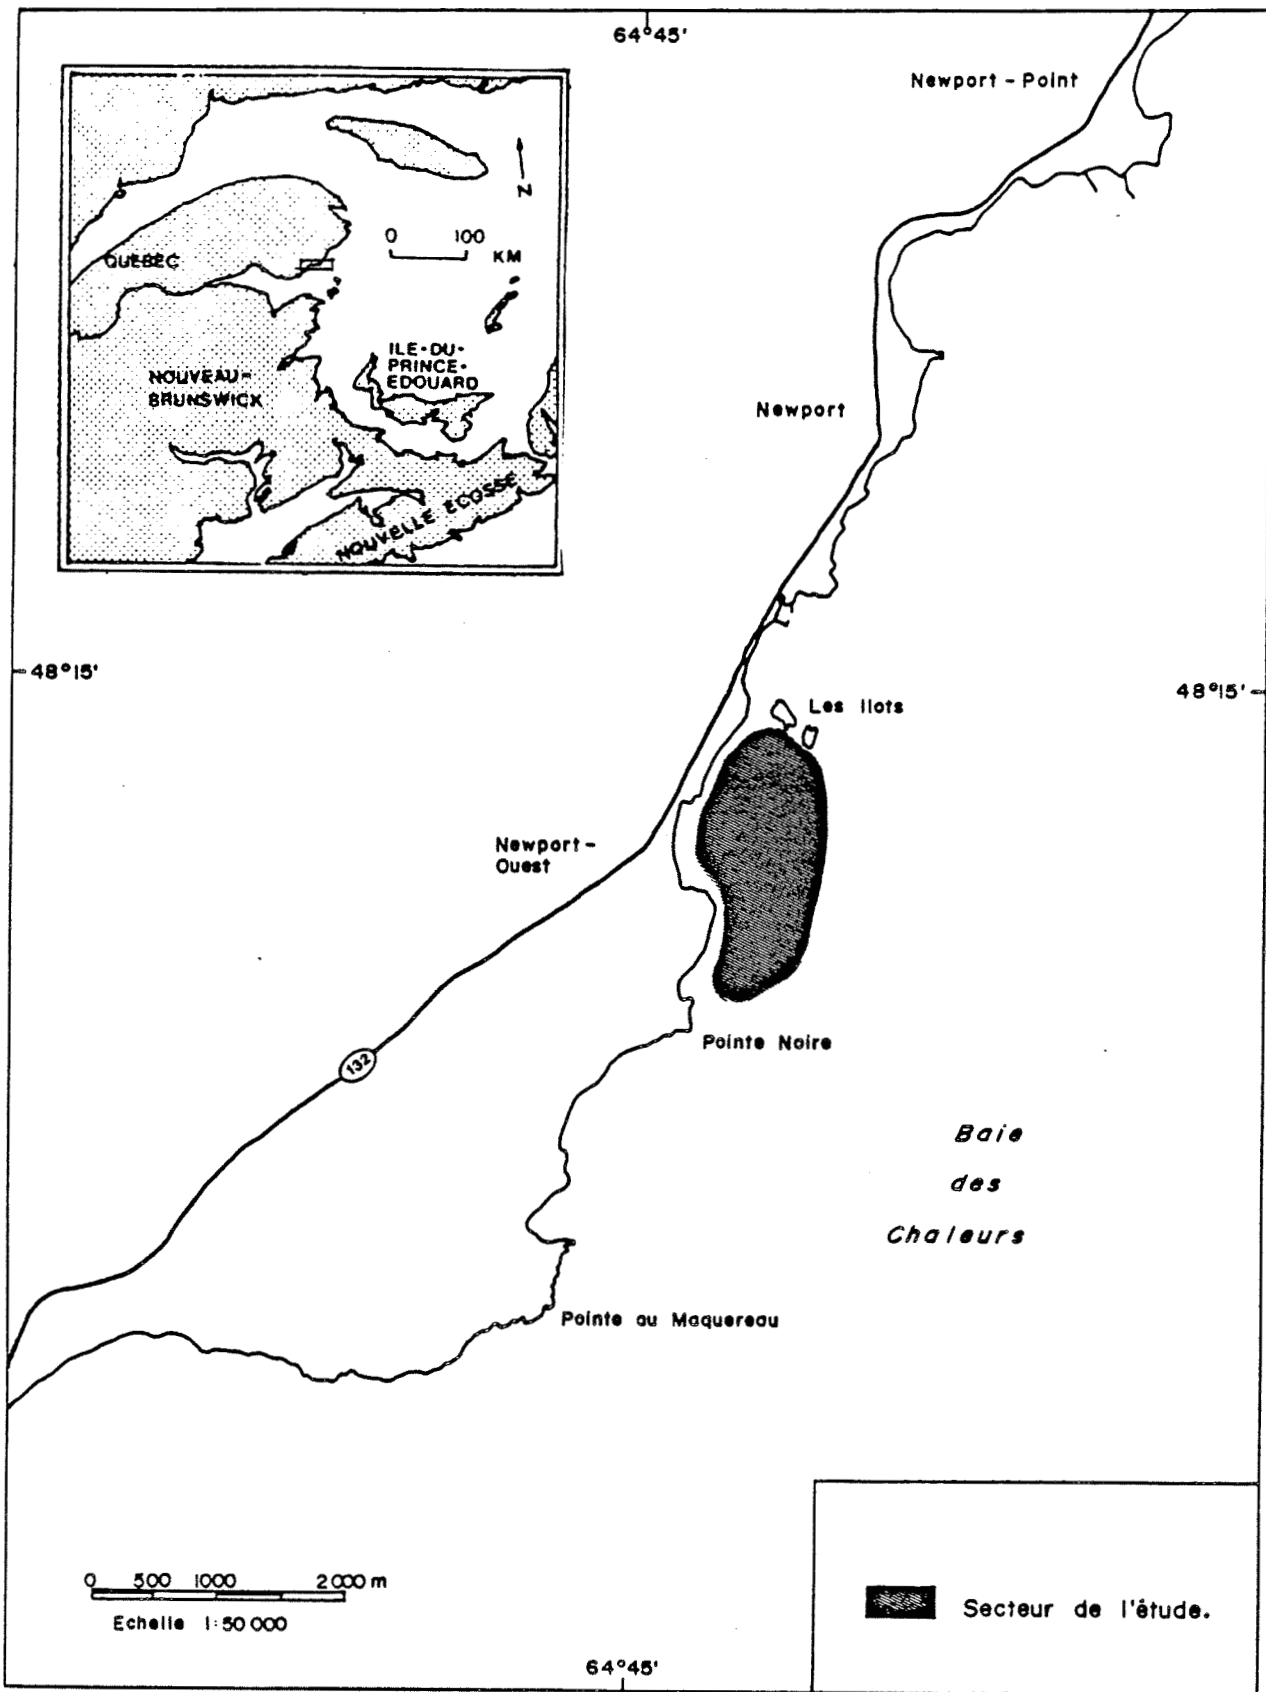 64°45'
Newport - Point
N
0 100
KM
QUEBEC
ILE-DU-
PRINCE-
EDOUARD
NOUVEAU-
BRUNSWICK
NOUVELLE ECOSSE
Newport
48°15'
48°15'
Les Ilots
Newport-
Ouest
Pointe Noire
132
Baie
des
Chaleurs
Pointe au Maquereau
0 500 1000 2000 m
Echelle 1:50 000
Secteur de l'étude.
64°45'